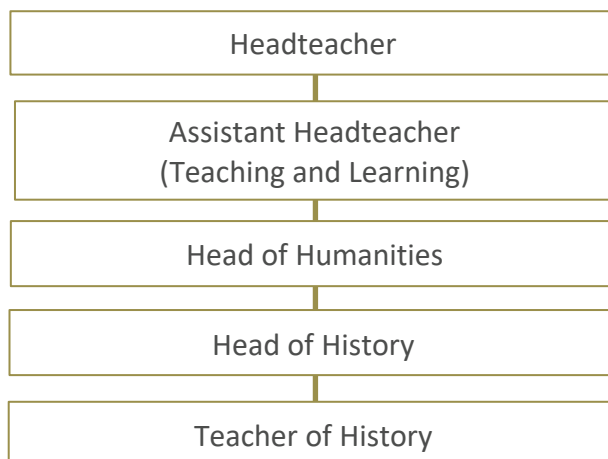 Headteacher
Assistant Headteacher
(Teaching and Learning)
Head of Humanities
Head of History
Teacher of History